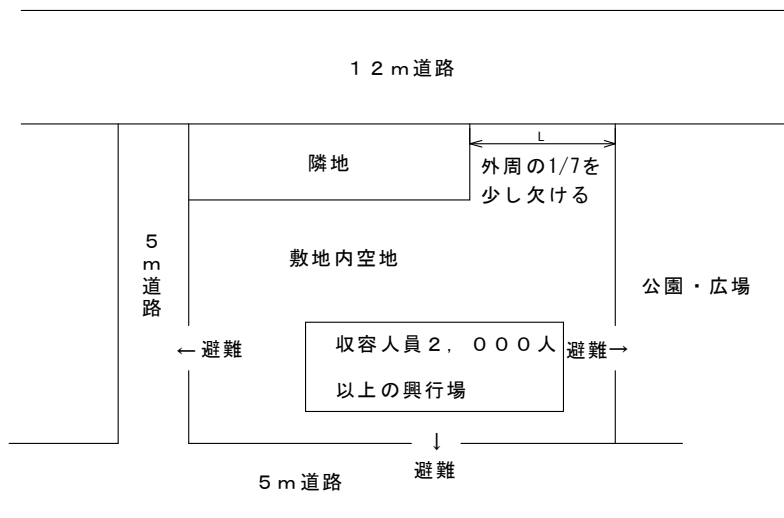 １２ｍ道路
隣地
L
外周の1/7を
少し欠ける
５ｍ道路
敷地内空地
公園・広場
←避難
収容人員２，０００人
以上の興行場
避難→
↓
避難
５ｍ道路